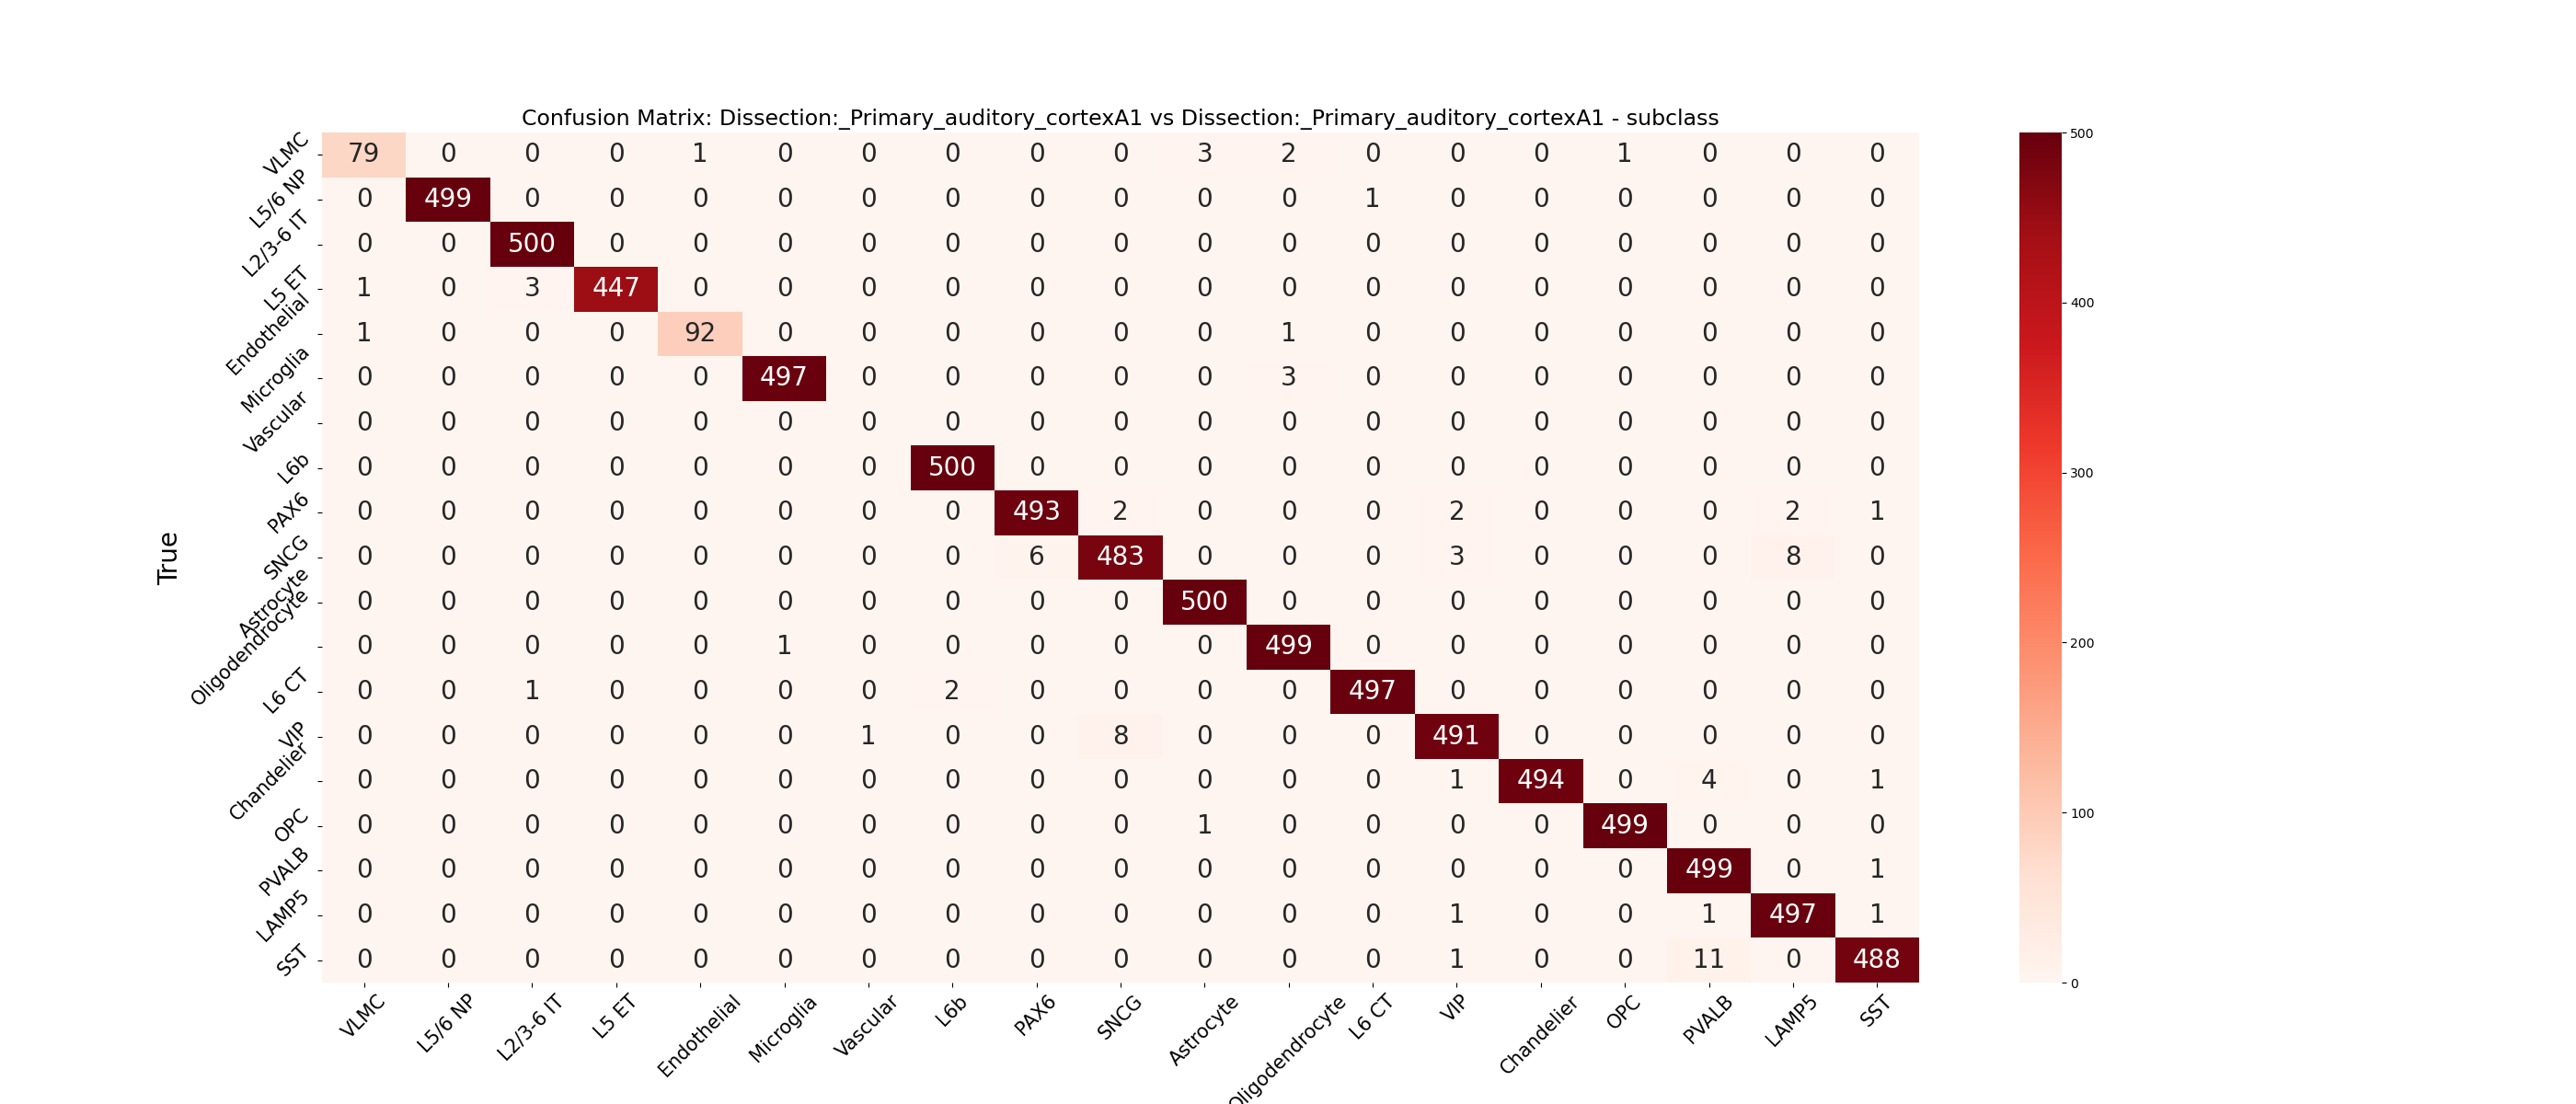 Confusion Matrix: Dissection:_Primary_auditory_cortexA1 vs Dissection:_Primary_auditory_cortexA1 - subclass
True
VLMC 79 0 0 0 1 0 0 0 0 0 3 2 0 0 0 1 0 0 0
L5/6 NP 0 499 0 0 0 0 0 0 0 0 0 0 1 0 0 0 0 0 0
L2/3-6 IT 0 0 500 0 0 0 0 0 0 0 0 0 0 0 0 0 0 0 0
L5 ET 1 0 3 447 0 0 0 0 0 0 0 0 0 0 0 0 0 0 0
Endothelial 1 0 0 0 92 0 0 0 0 0 0 1 0 0 0 0 0 0 0
Microglia 0 0 0 0 0 497 0 0 0 0 0 3 0 0 0 0 0 0 0
Vascular 0 0 0 0 0 0 0 0 0 0 0 0 0 0 0 0 0 0 0
L6b 0 0 0 0 0 0 0 500 0 0 0 0 0 0 0 0 0 0 0
PAX6 0 0 0 0 0 0 0 0 493 2 0 0 0 2 0 0 0 2 1
SNCG 0 0 0 0 0 0 0 0 6 483 0 0 0 3 0 0 0 8 0
Astrocyte 0 0 0 0 0 0 0 0 0 0 500 0 0 0 0 0 0 0 0
Oligodendrocyte 0 0 0 0 0 1 0 0 0 0 0 499 0 0 0 0 0 0 0
L6 CT 0 0 1 0 0 0 0 2 0 0 0 0 497 0 0 0 0 0 0
VIP 0 0 0 0 0 0 1 0 0 8 0 0 0 491 0 0 0 0 0
Chandelier 0 0 0 0 0 0 0 0 0 0 0 0 0 1 494 0 4 0 1
OPC 0 0 0 0 0 0 0 0 0 0 1 0 0 0 0 499 0 0 0
PVALB 0 0 0 0 0 0 0 0 0 0 0 0 0 0 0 0 499 0 1
LAMP5 0 0 0 0 0 0 0 0 0 0 0 0 0 1 0 0 1 497 1
SST 0 0 0 0 0 0 0 0 0 0 0 0 0 1 0 0 11 0 488
VLMC L5/6 NP L2/3-6 IT L5 ET Endothelial Microglia Vascular L6b PAX6 SNCG Astrocyte Oligodendrocyte L6 CT VIP Chandelier OPC PVALB LAMP5 SST
500
400
300
200
100
0